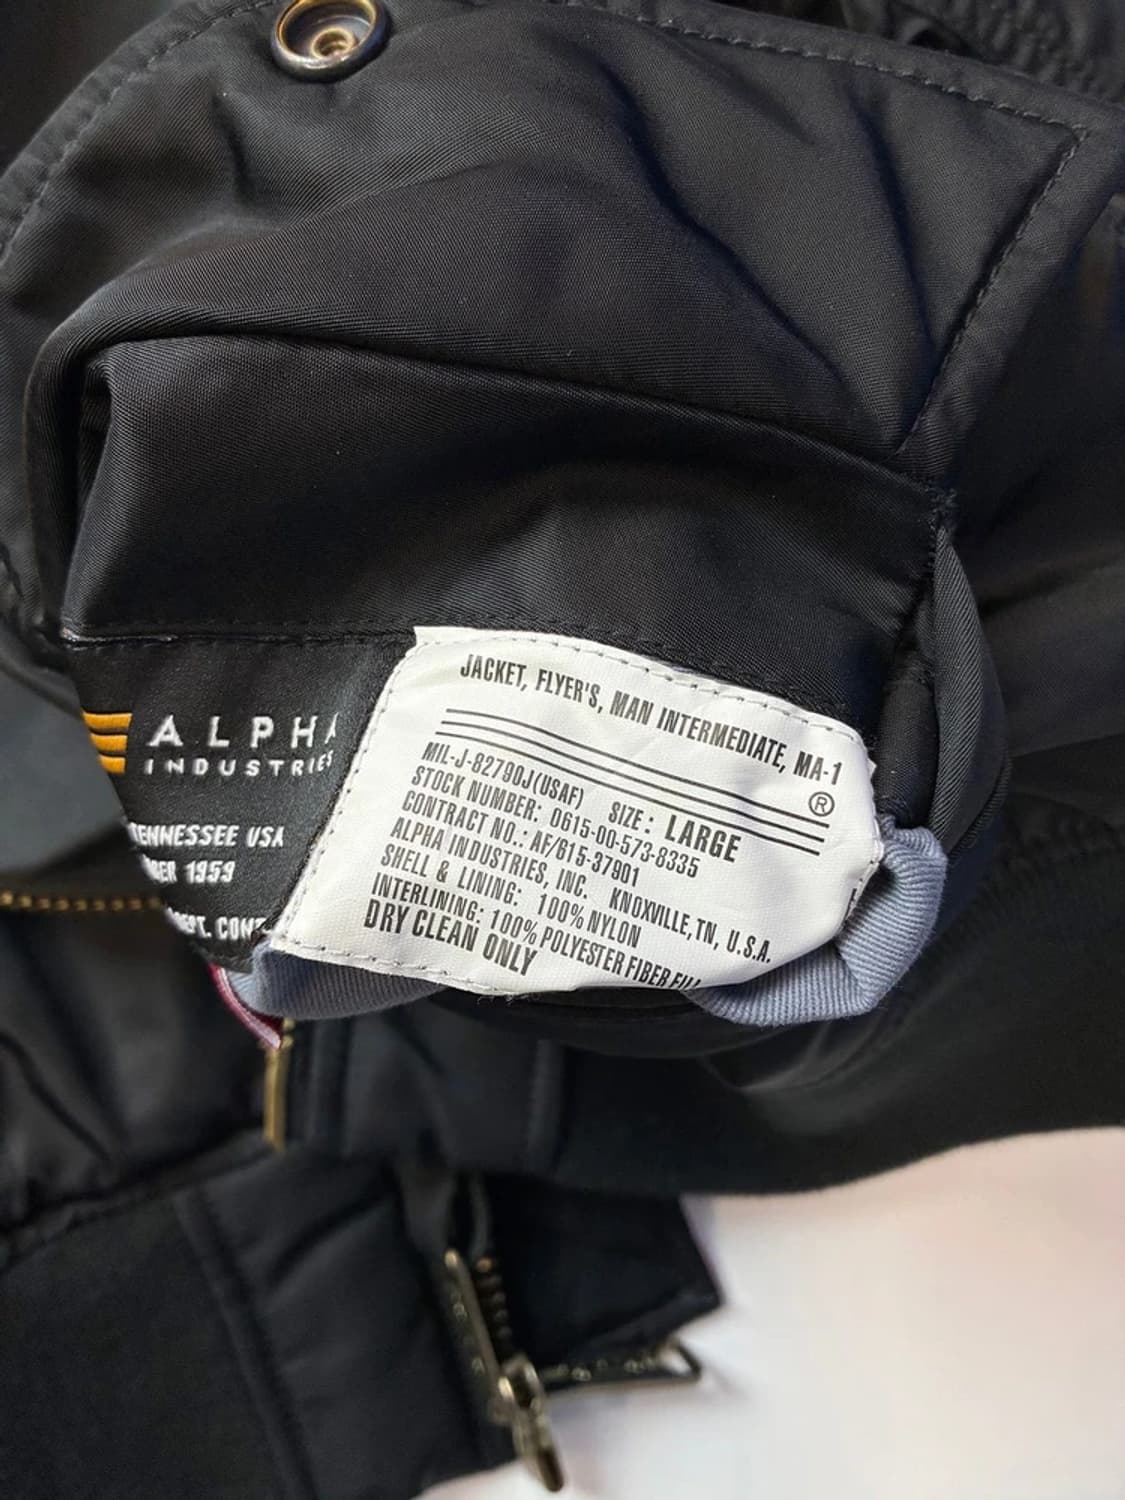 ALPHA
INDUSTRIES
TENNESSEE USA
1959
DEPT.
JACKET, FLYER'S, MAN INTERMEDIATE, MA-1
®
MIL-J-82790J(USAF) SIZE: LARGE
STOCK NUMBER: 0615-00-573-8335
CONTRACT NO.: AF/615-37901
ALPHA INDUSTRIES, INC. KNOXVILLE, TN, U.S.A.
SHELL & LINING: 100% NYLON
INTERLINING: 100% POLYESTER FIBER FILL
DRY CLEAN ONLY